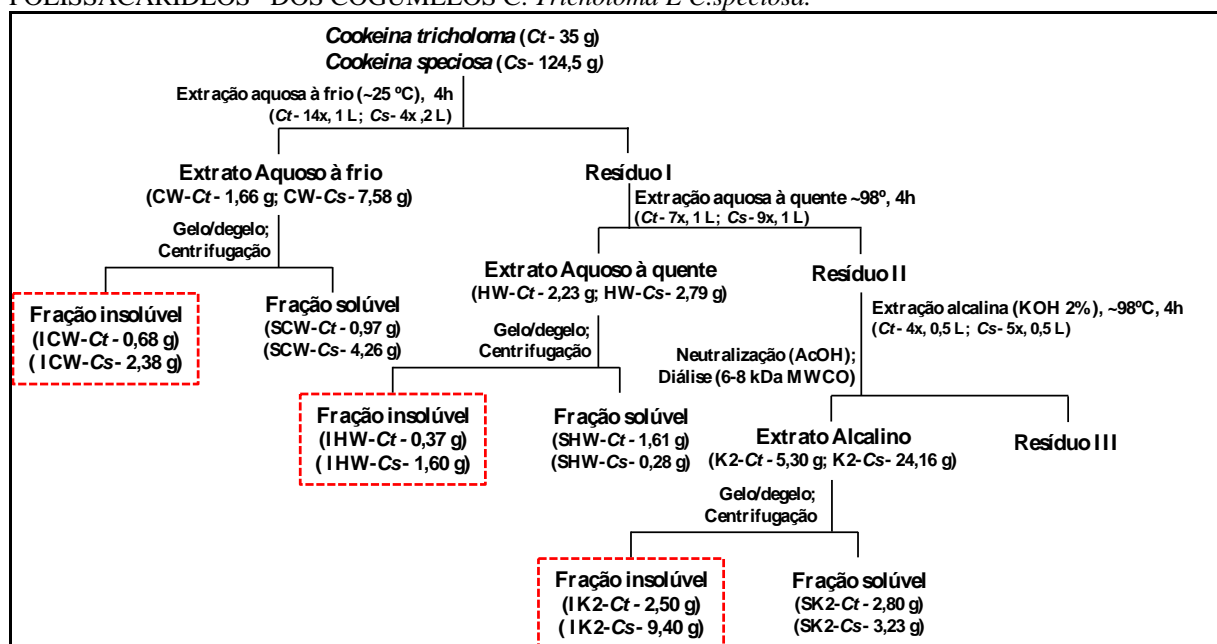 POLISSACARÍDEOS DOS COGUMELOS C. Tricholoma E C.speciosa.
Cookeina tricholoma (Ct- 35 g)
Cookeina speciosa (Cs- 124,5 g)
Extração aquosa à frio (~25 ºC), 4h
(Ct- 14x, 1 L; Cs- 4x ,2 L)
Extrato Aquoso à frio
(CW-Ct- 1,66 g; CW-Cs- 7,58 g)
Resíduo I
Extração aquosa à quente ~98º, 4h
(Ct- 7x, 1 L; Cs- 9x, 1 L)
Gelo/degelo;
Centrifugação
Extrato Aquoso à quente
(HW-Ct- 2,23 g; HW-Cs- 2,79 g)
Resíduo II
Fração insolúvel
(ICW-Ct- 0,68 g)
( ICW-Cs- 2,38 g)
Fração solúvel
(SCW-Ct- 0,97 g)
(SCW-Cs- 4,26 g)
Extração alcalina (KOH 2%), ~98ºC, 4h
(Ct- 4x, 0,5 L; Cs- 5x, 0,5 L)
Gelo/degelo;
Centrifugação
Neutralização (AcOH);
Diálise (6-8 kDa MWCO)
Fração insolúvel
(IHW-Ct- 0,37 g)
( IHW-Cs- 1,60 g)
Fração solúvel
(SHW-Ct- 1,61 g)
(SHW-Cs- 0,28 g)
Extrato Alcalino
(K2-Ct- 5,30 g; K2-Cs- 24,16 g)
Resíduo III
Gelo/degelo;
Centrifugação
Fração insolúvel
(IK2-Ct - 2,50 g)
( IK2-Cs- 9,40 g)
Fração solúvel
(SK2-Ct- 2,80 g)
(SK2-Cs- 3,23 g)